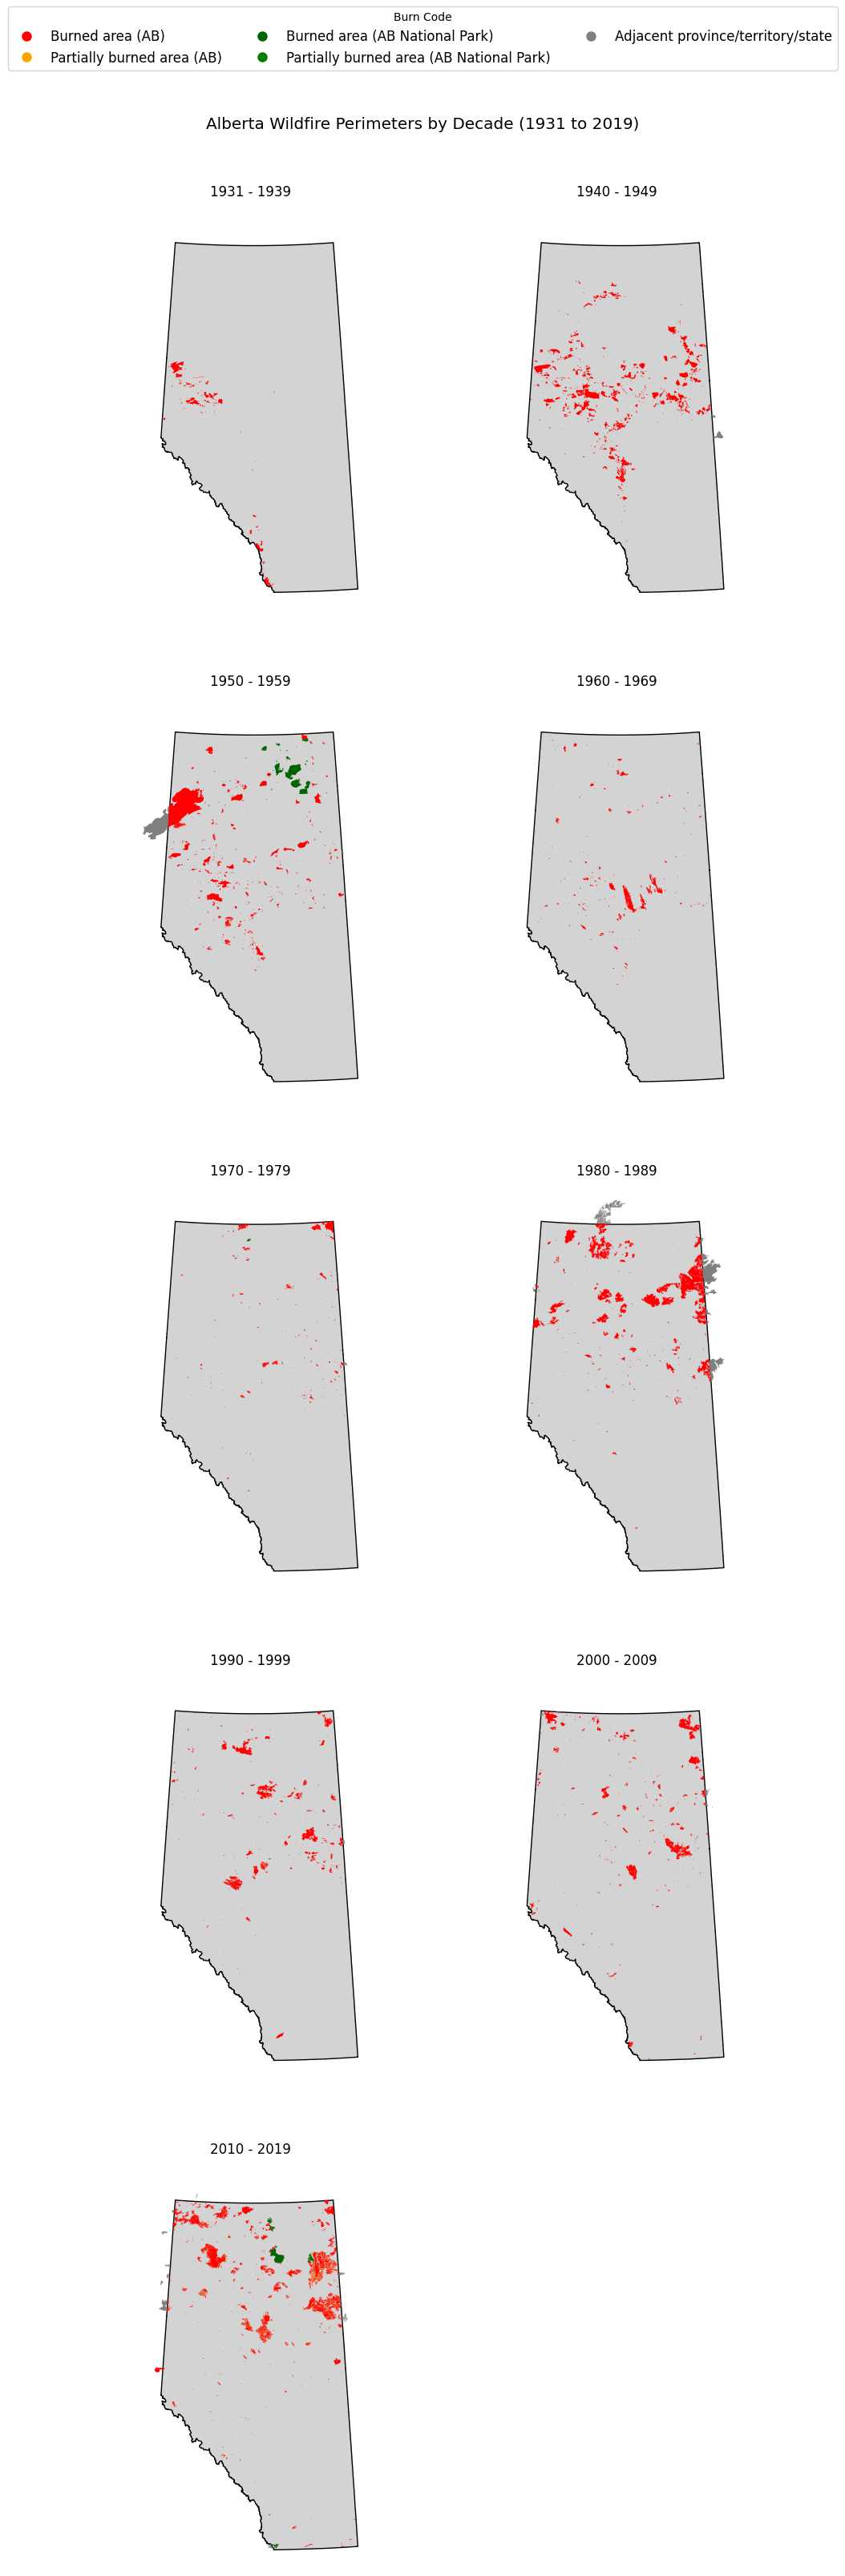 Burn Code
Burned area (AB)
Partially burned area (AB)
Burned area (AB National Park)
Partially burned area (AB National Park)
Adjacent province/territory/state
Alberta Wildfire Perimeters by Decade (1931 to 2019)
1931 - 1939
1940 - 1949
1950 - 1959
1960 - 1969
1970 - 1979
1980 - 1989
1990 - 1999
2000 - 2009
2010 - 2019